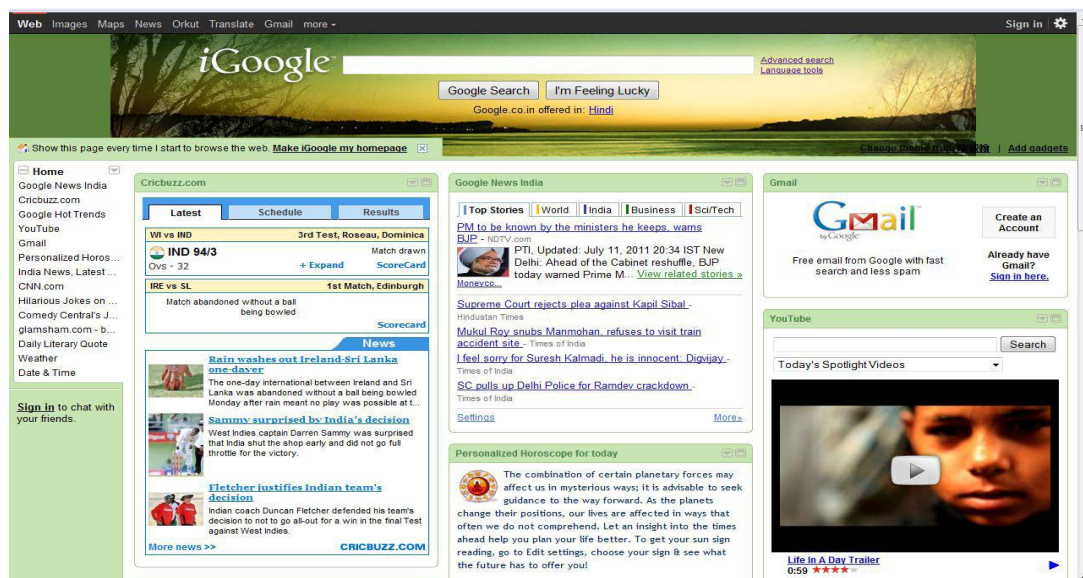 Web Images Maps News Orkut Translate Gmail more
Sign in
iGoogle™
Advanced search
Language tools
Google Search
I'm Feeling Lucky
Google.co.in offered in: Hindi
Show this page every time I start to browse the web. Make iGoogle my homepage
Change theme from | Add gadgets
Home
Google News India
Cricbuzz.com
Google Hot Trends
YouTube
Gmail
Personalized Horos...
India News, Latest ...
CNN.com
Hilarious Jokes on ...
Comedy Central's J...
glamsham.com - b...
Daily Literary Quote
Weather
Date & Time
Sign in to chat with
your friends.
Cricbuzz.com
Latest Schedule Results
WI vs IND 3rd Test, Roseau, Dominica
IND 94/3 Match drawn
Ovs - 32 + Expand ScoreCard
IRE vs SL 1st Match, Edinburgh
Match abandoned without a ball
being bowled
Scorecard
News
Rain washes out Ireland-Sri Lanka
one-dayer
The one-day international between Ireland and Sri
Lanka was abandoned without a ball being bowled
Monday after rain meant no play was possible at t...
Sammy surprised by India's decision
West Indies captain Darren Sammy was surprised
that India shut the shop early and did not go full
throttle for the victory.
Fletcher justifies Indian team's
decision
Indian coach Duncan Fletcher defended his team's
decision to not to go all-out for a win in the final Test
against West Indies.
More news >> CRICBUZZ.COM
Google News India
Top Stories World India Business Sci/Tech
PM to be known by the ministers he keeps, warns
BJP - NDTV.com
PTI, Updated: July 11, 2011 20:34 IST New
Delhi: Ahead of the Cabinet reshuffle, BJP
today warned Prime M... View related stories »
Moneyco...
Supreme Court rejects plea against Kapil Sibal -
Hindustan Times
Mukul Roy snubs Manmohan, refuses to visit train
accident site - Times of India
I feel sorry for Suresh Kalmadi, he is innocent: Digvijay -
Times of India
SC pulls up Delhi Police for Ramdev crackdown -
Times of India
Settings More»
Personalized Horoscope for today
The combination of certain planetary forces may
affect us in mysterious ways; it is advisable to seek
guidance to the way forward. As the planets
change their positions, our lives are affected in ways that
often we do not comprehend. Let an insight into the times
ahead help you plan your life better. To get your sun sign
reading, go to Edit settings, choose your sign & see what
the future has to offer you!
Gmail
Gmail
by Google
Free email from Google with fast
search and less spam
Create an
Account
Already have
Gmail?
Sign in here.
YouTube
Search
Today's Spotlight Videos
Life In A Day Trailer
0:59